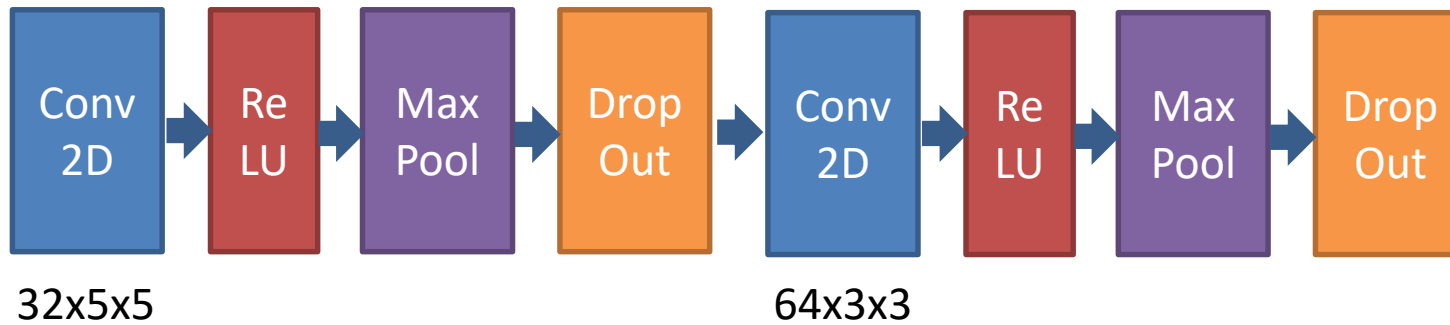 Conv
2D
Re
LU
Max
Pool
Drop
Out
Conv
2D
Re
LU
Max
Pool
Drop
Out
32x5x5
64x3x3